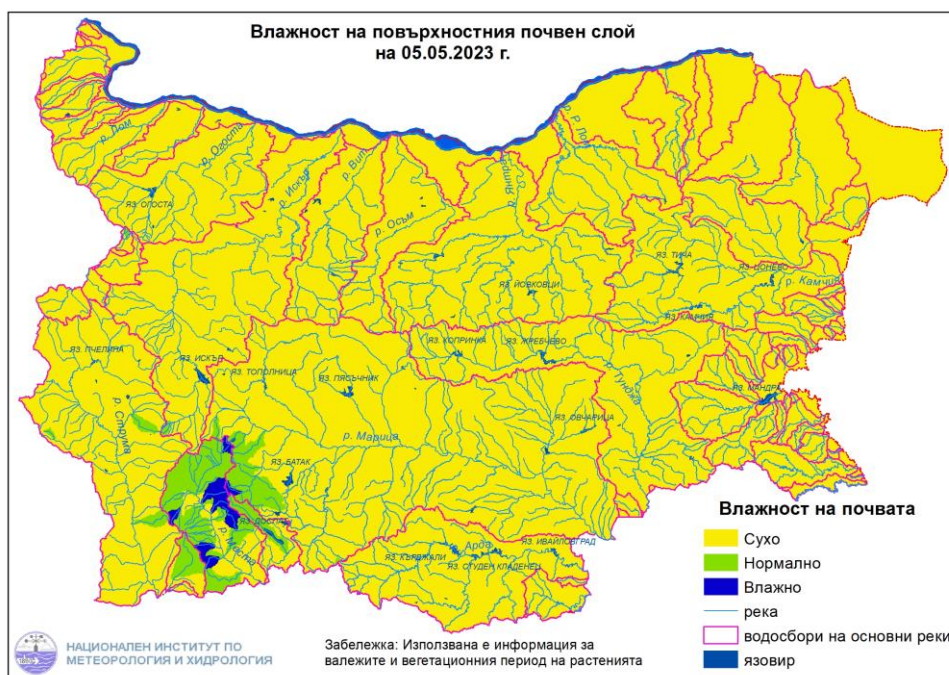 Влажност на повърхностния почвен слой
на 05.05.2023 г.
р. Лом
р. Огоста
р. Искър
р. Вит
р. Осъм
р. Р. Лом
ЯЗ. ОГОСТА
ЯЗ. ТИЧА
ЯЗ. ЦОНЕВО
р. Камчия
ЯЗ. ЙОВКОВЦИ
ЯЗ. КАМЧИЯ
ЯЗ. ПЧЕЛИНА
ЯЗ. ИСКЪР
ЯЗ. ТОПОЛНИЦА
ЯЗ. ПЯСЪЧНИК
ЯЗ. КОПРИНКА
ЯЗ. ЖРЕБЧЕВО
р. Тунджа
ЯЗ. МАНДРА
р. Струма
р. Марица
ЯЗ. ОВЧАРИЦА
ЯЗ. БАТАК
ЯЗ. ДОСПАТ
р. Места
ЯЗ. КЪРДЖАЛИ
Арда
ЯЗ. ИВАЙЛОВГРАД
ЯЗ. СТУДЕН КЛАДЕНЕЦ
Влажност на почвата
Сухо
Нормално
Влажно
река
водосбори на основни реки
язовир
НАЦИОНАЛЕН ИНСТИТУТ ПО
МЕТЕОРОЛОГИЯ И ХИДРОЛОГИЯ
Забележка: Използвана е информация за
валежите и вегетационния период на растенията